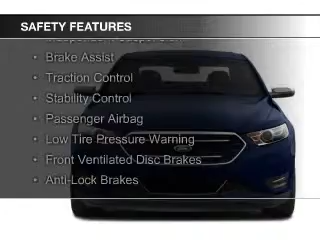 SAFETY FEATURES
• Brake Assist
• Traction Control
• Stability Control
• Passenger Airbag
• Low Tire Pressure Warning
• Front Ventilated Disc Brakes
• Anti-Lock Brakes
Ford